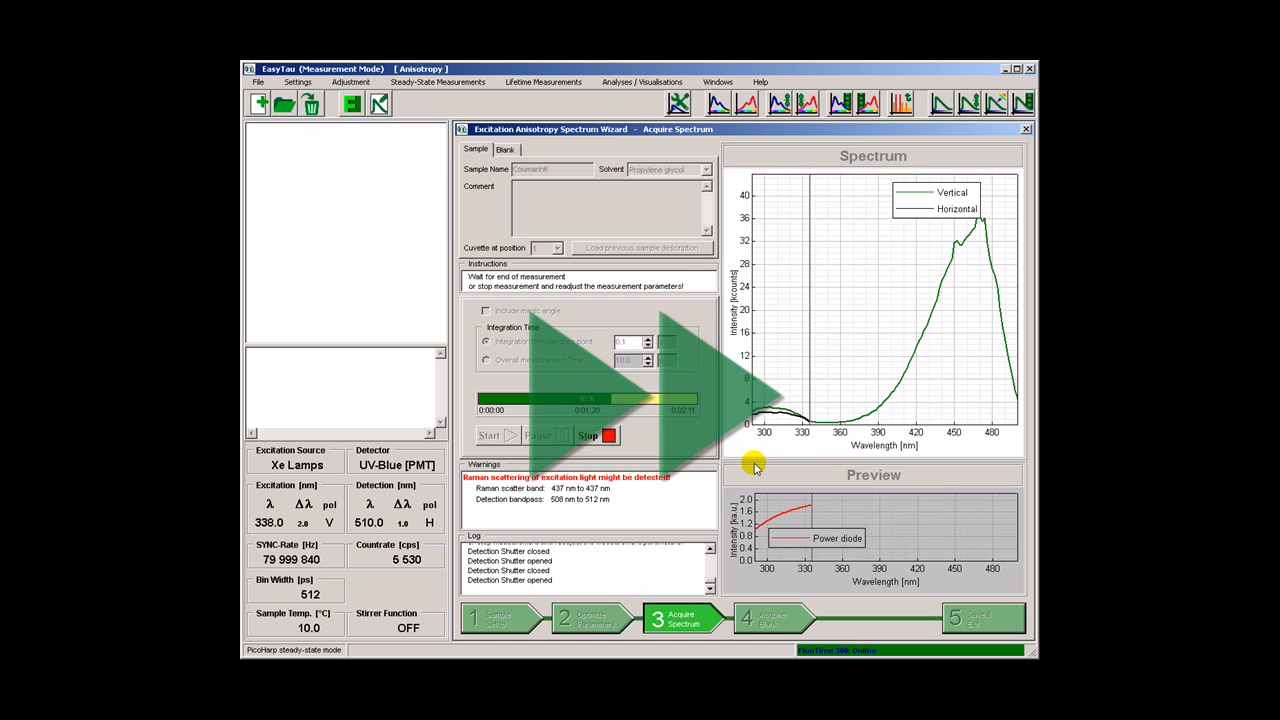 EasyTau (Measurement Mode) [ Anisotropy ]
File Settings Adjustment Steady-State Measurements Lifetime Measurements Analyses / Visualisations Windows Help
Excitation Anisotropy Spectrum Wizard - Acquire Spectrum
Sample Blank
Sample Name Coumarin6 Solvent Propylene glycol
Comment
Cuvette at position 1 Load previous sample description
Instructions
Wait for end of measurement
or stop measurement and readjust the measurement parameters!
Include magic angle
Integration Time
Integration time per data point 0.1
Overall measurement Time 10.0
61%
0:00:00 0:01:20 0:02:11
Start Pause Stop
Warnings
Raman scattering of excitation light might be detected!
Raman scatter band: 437 nm to 437 nm
Detection bandpass: 508 nm to 512 nm
Log
Detection Shutter closed
Detection Shutter opened
Detection Shutter closed
Detection Shutter opened
Spectrum
Vertical
Horizontal
Intensity [kcounts]
40
36
32
28
24
20
16
12
8
4
0
300 330 360 390 420 450 480
Wavelength [nm]
Preview
Intensity [ka.u.]
2.0
1.6
1.2
0.8
0.4
0.0
Power diode
300 330 360 390 420 450 480
Wavelength [nm]
Excitation Source Detector
Xe Lamps UV-Blue [PMT]
Excitation [nm] Detection [nm]
λ Δλ pol λ Δλ pol
338.0 2.0 V 510.0 1.0 H
SYNC-Rate [Hz] Countrate [cps]
79 999 840 5 530
Bin Width [ps]
512
Sample Temp. [°C] Stirrer Function
10.0 OFF
1 Sample Setup 2 Optimize Parameters 3 Acquire Spectrum 4 Acquire Blank 5 Save & Exit
PicoHarp steady-state mode FluoTime 300: Online